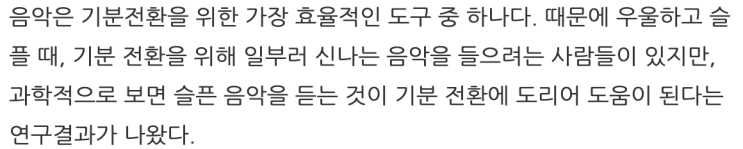 음악은 기분전환을 위한 가장 효율적인 도구 중 하나다. 때문에 우울하고 슬
플 때, 기분 전환을 위해 일부러 신나는 음악을 들으려는 사람들이 있지만,
과학적으로 보면 슬픈 음악을 듣는 것이 기분 전환에 도리어 도움이 된다는
연구결과가 나왔다.